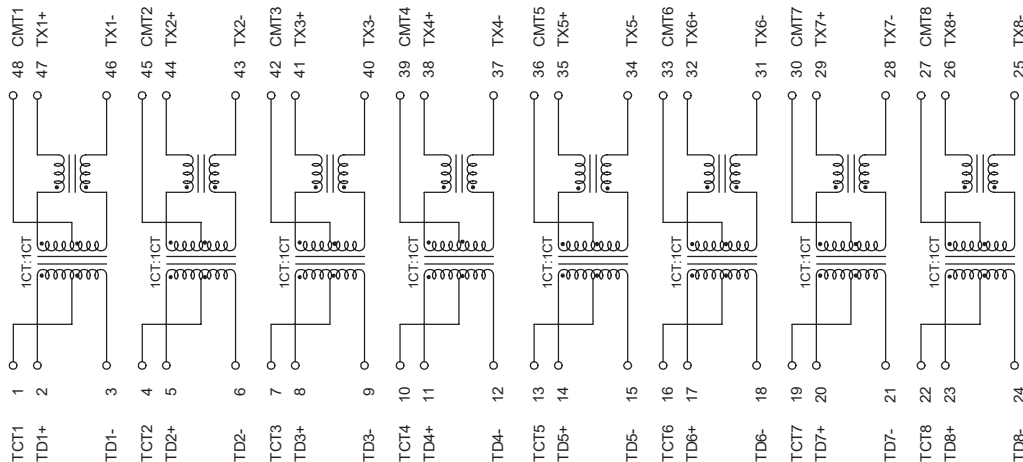 CMT1
TX1+
TX1-
CMT2
TX2+
TX2-
CMT3
TX3+
TX3-
CMT4
TX4+
TX4-
CMT5
TX5+
TX5-
CMT6
TX6+
TX6-
CMT7
TX7+
TX7-
CMT8
TX8+
TX8-
48
47
46
45
44
43
42
41
40
39
38
37
36
35
34
33
32
31
30
29
28
27
26
25
1CT:1CT
1CT:1CT
1CT:1CT
1CT:1CT
1CT:1CT
1CT:1CT
1CT:1CT
1CT:1CT
1
2
3
4
5
6
7
8
9
10
11
12
13
14
15
16
17
18
19
20
21
22
23
24
TCT1
TD1+
TD1-
TCT2
TD2+
TD2-
TCT3
TD3+
TD3-
TCT4
TD4+
TD4-
TCT5
TD5+
TD5-
TCT6
TD6+
TD6-
TCT7
TD7+
TD7-
TCT8
TD8+
TD8-